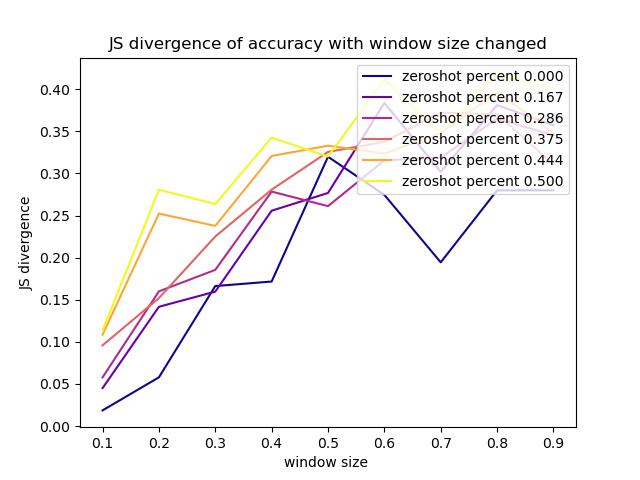 JS divergence of accuracy with window size changed
zeroshot percent 0.000
zeroshot percent 0.167
zeroshot percent 0.286
zeroshot percent 0.375
zeroshot percent 0.444
zeroshot percent 0.500
JS divergence
0.40
0.35
0.30
0.25
0.20
0.15
0.10
0.05
0.00
0.1 0.2 0.3 0.4 0.5 0.6 0.7 0.8 0.9
window size